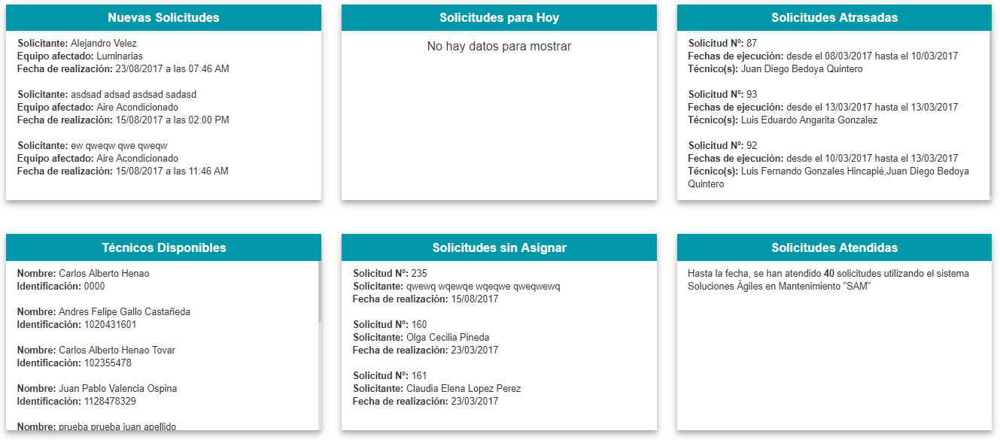 Nuevas Solicitudes
Solicitante: Alejandro Velez
Equipo afectado: Luminarias
Fecha de realización: 23/08/2017 a las 07:46 AM
Solicitante: asdsad adsad asdsad sadasd
Equipo afectado: Aire Acondicionado
Fecha de realización: 15/08/2017 a las 02:00 PM
Solicitante: ew qweqw qwe qweqw
Equipo afectado: Aire Acondicionado
Fecha de realización: 15/08/2017 a las 11:46 AM
Solicitudes para Hoy
No hay datos para mostrar
Solicitudes Atrasadas
Solicitud Nº: 87
Fechas de ejecución: desde el 08/03/2017 hasta el 10/03/2017
Técnico(s): Juan Diego Bedoya Quintero
Solicitud Nº: 93
Fechas de ejecución: desde el 13/03/2017 hasta el 13/03/2017
Técnico(s): Luis Eduardo Angarita Gonzalez
Solicitud Nº: 92
Fechas de ejecución: desde el 10/03/2017 hasta el 13/03/2017
Técnico(s): Luis Fernando Gonzales Hincapié,Juan Diego Bedoya
Quintero
Técnicos Disponibles
Nombre: Carlos Alberto Henao
Identificación: 0000
Nombre: Andres Felipe Gallo Castañeda
Identificación: 1020431601
Nombre: Carlos Alberto Henao Tovar
Identificación: 102355478
Nombre: Juan Pablo Valencia Ospina
Identificación: 1128478329
Nombre: prueba prueba juan apellido
Solicitudes sin Asignar
Solicitud Nº: 235
Solicitante: qwewq wqewqe wqeqwe qweqwewq
Fecha de realización: 15/08/2017
Solicitud Nº: 160
Solicitante: Olga Cecilia Pineda
Fecha de realización: 23/03/2017
Solicitud Nº: 161
Solicitante: Claudia Elena Lopez Perez
Fecha de realización: 23/03/2017
Solicitudes Atendidas
Hasta la fecha, se han atendido 40 solicitudes utilizando el sistema
Soluciones Ágiles en Mantenimiento "SAM"